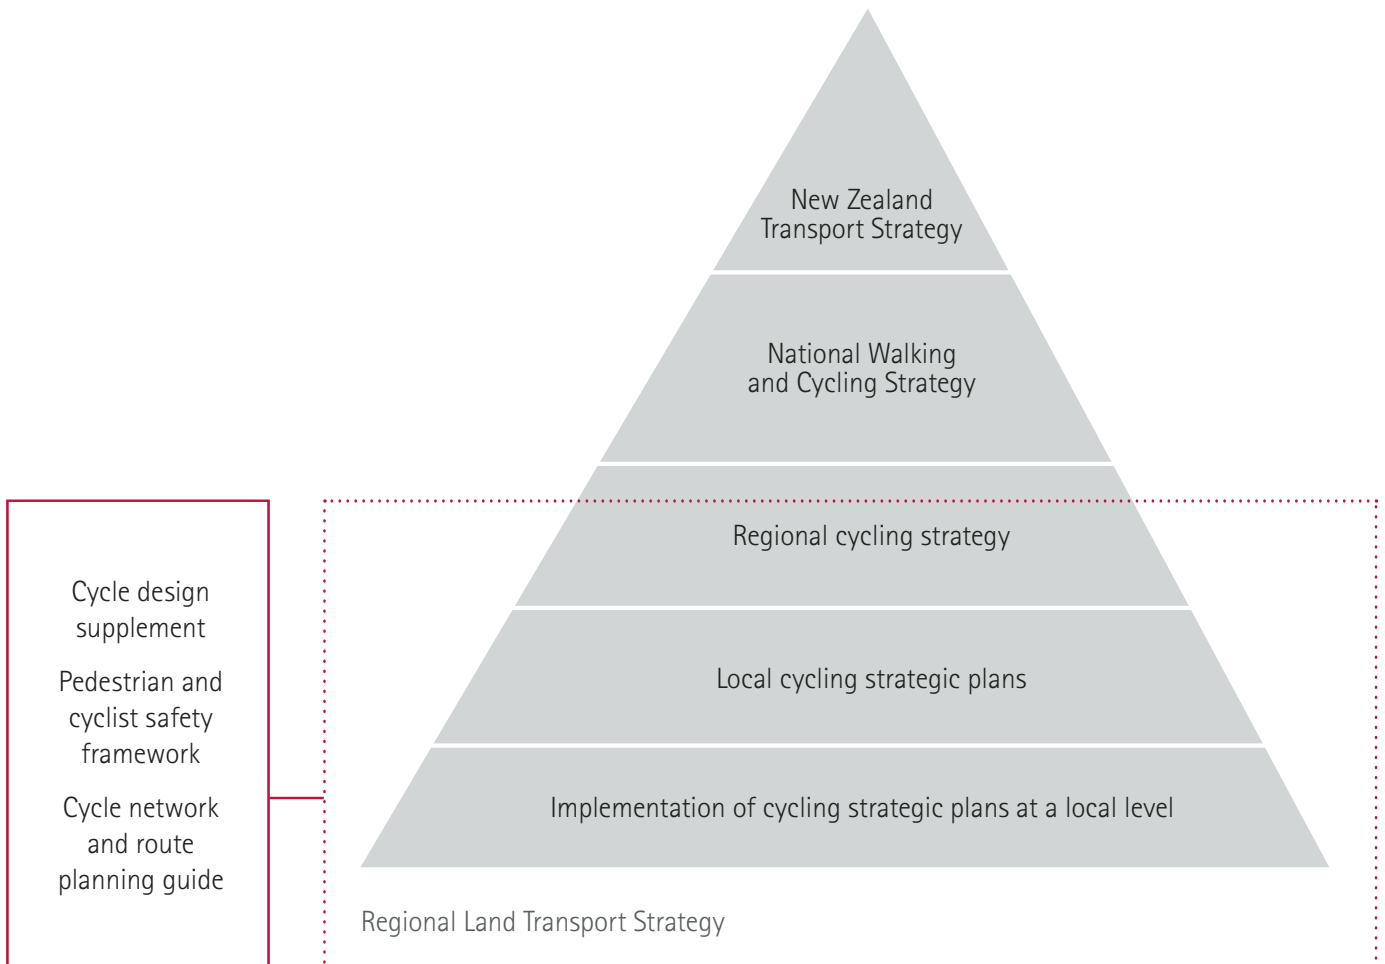 New Zealand
Transport Strategy
National Walking
and Cycling Strategy
Regional cycling strategy
Local cycling strategic plans
Implementation of cycling strategic plans at a local level
Regional Land Transport Strategy
Cycle design
supplement
Pedestrian and
cyclist safety
framework
Cycle network
and route
planning guide